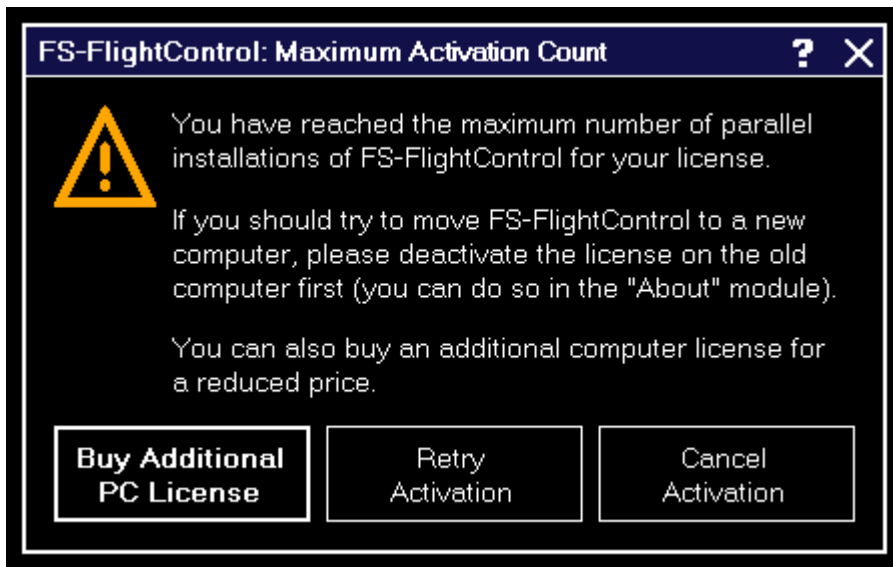 FS-FlightControl: Maximum Activation Count ? X
You have reached the maximum number of parallel
installations of FS-FlightControl for your license.
If you should try to move FS-FlightControl to a new
computer, please deactivate the license on the old
computer first (you can do so in the "About" module).
You can also buy an additional computer license for
a reduced price.
Buy Additional
PC License
Retry
Activation
Cancel
Activation